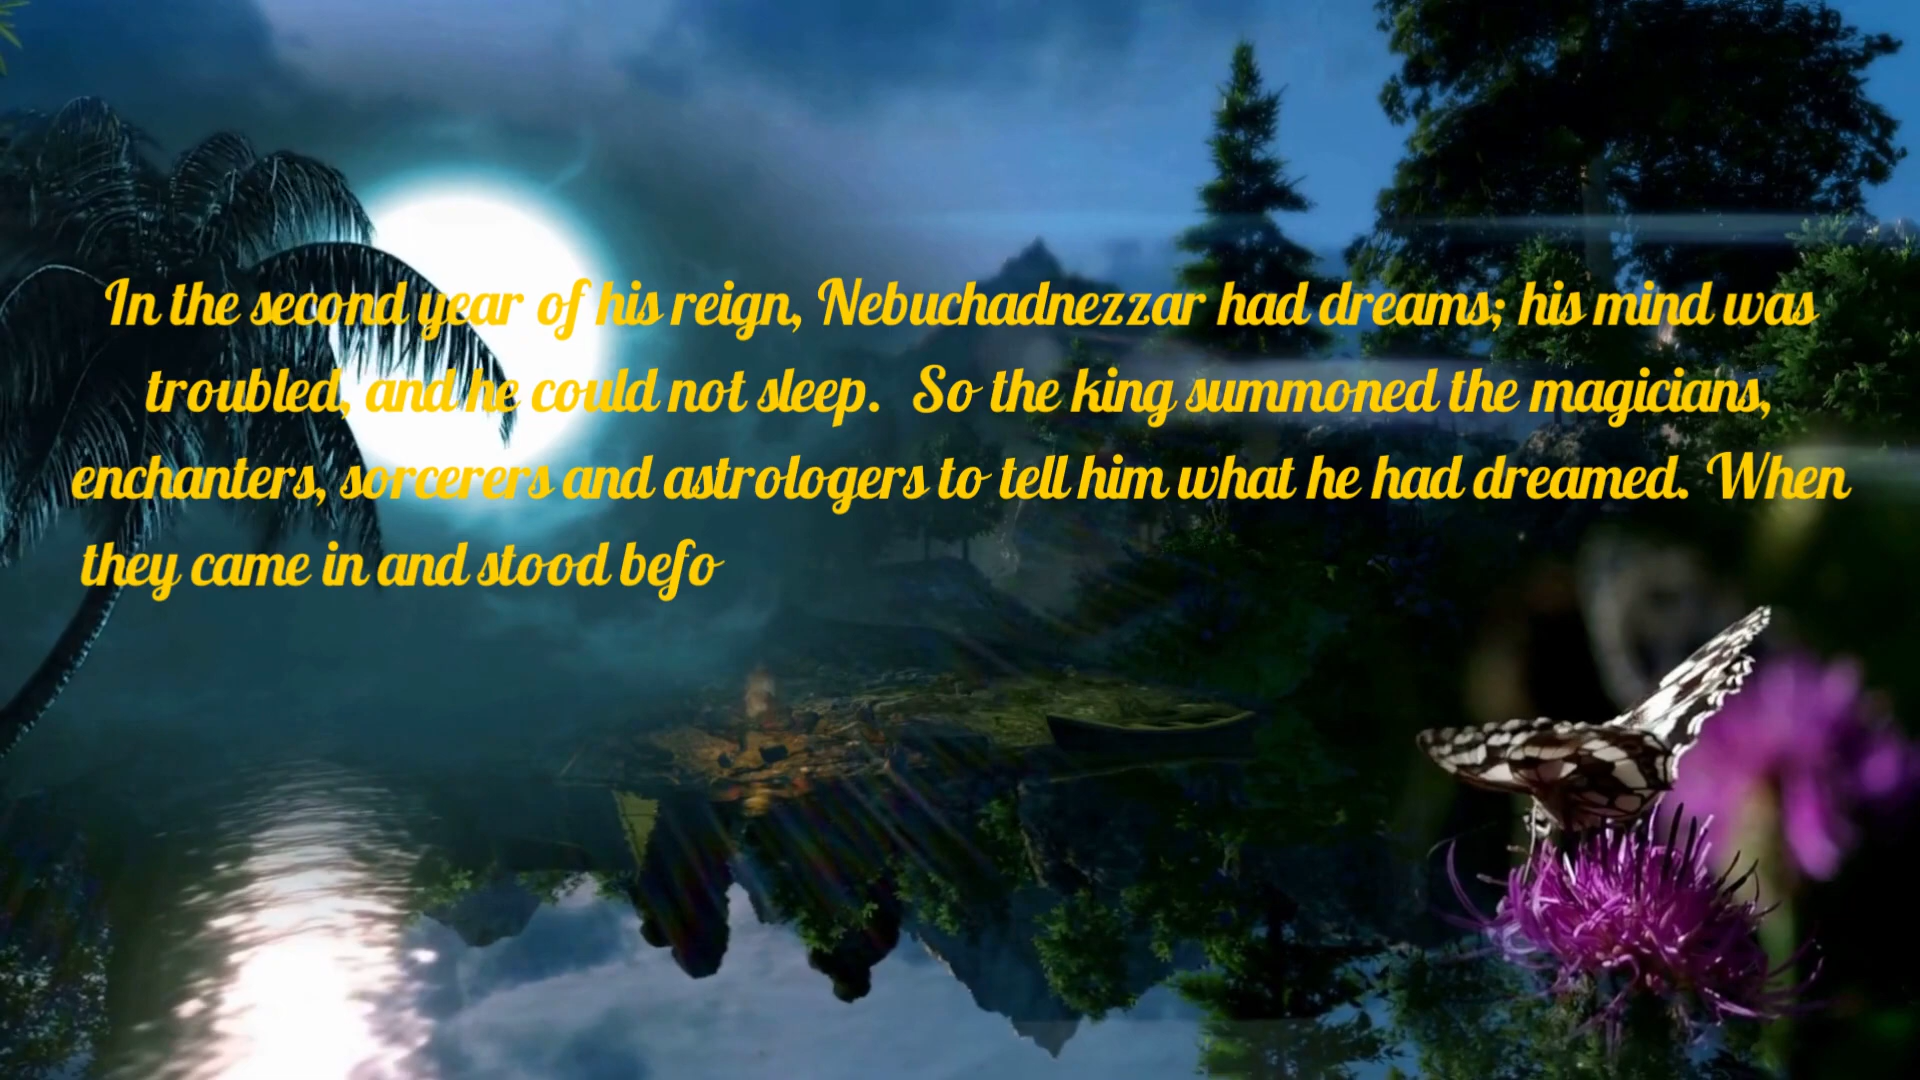 In the second year of his reign, Nebuchadnezzar had dreams; his mind was
troubled, and he could not sleep.  So the king summoned the magicians,
enchanters, sorcerers and astrologers to tell him what he had dreamed. When
they came in and stood befo